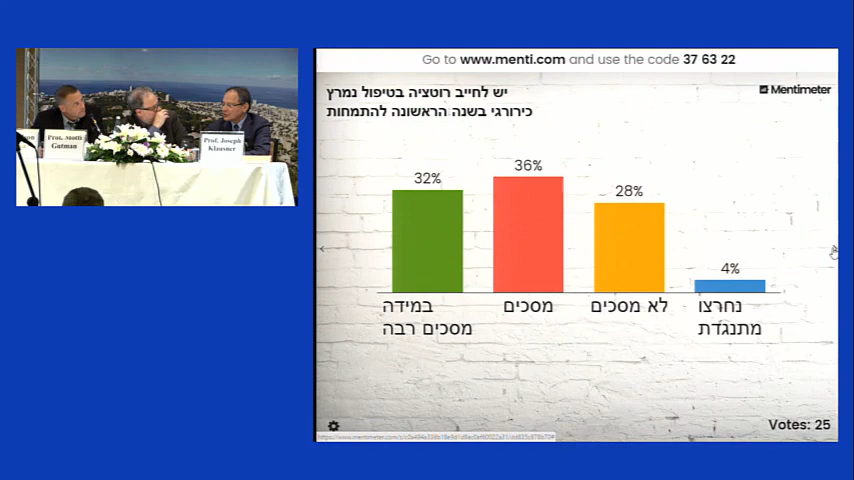 Go to www.menti.com and use the code 37 63 22
יש לחייב רוטציה בטיפול נמרץ
כירורגי בשנה הראשונה להתמחות
Mentimeter
Prof. Motti
Gutman
Prof. Joseph
Klausner
32%
36%
28%
4%
במידה
מסכים רבה
מסכים
לא מסכים
נחרצו
מתנגדת
Votes: 25